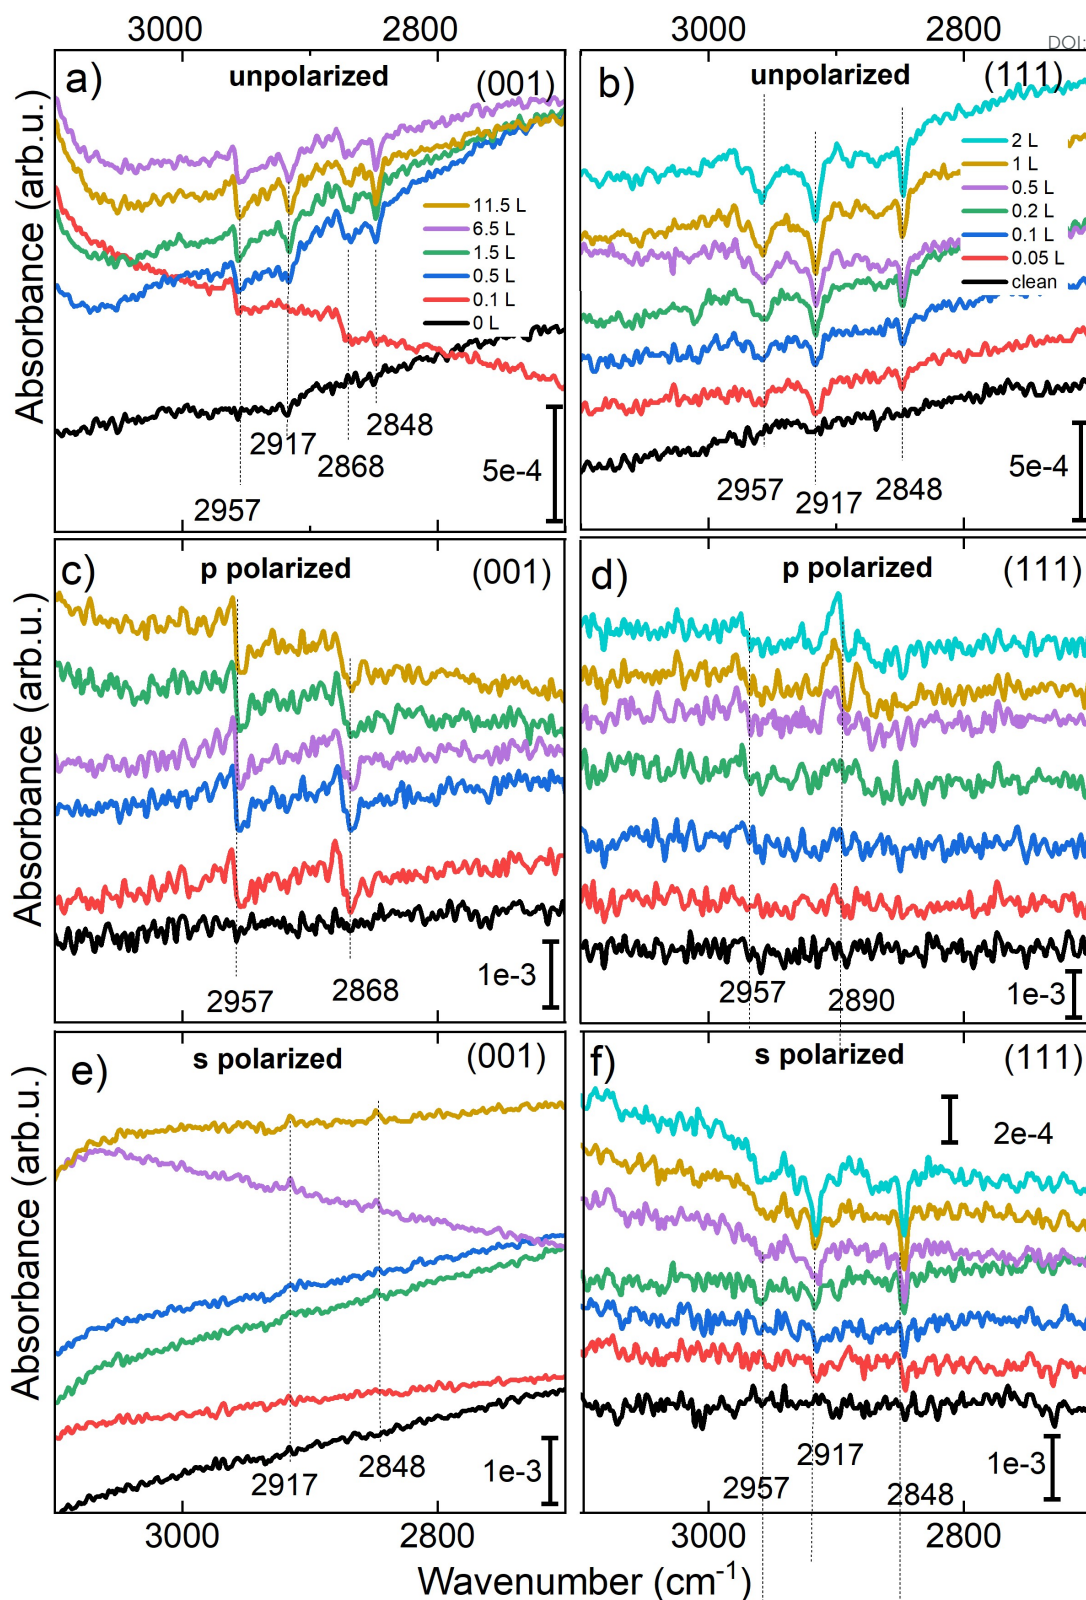 3000 2800 3000 2800
DOI:
a) unpolarized (001)
Absorbance (arb.u.)
11.5 L
6.5 L
1.5 L
0.5 L
0.1 L
0 L
2848
2917
2868
2957
5e-4
b) unpolarized (111)
2 L
1 L
0.5 L
0.2 L
0.1 L
0.05 L
clean
2957
2917
2848
5e-4
c) p polarized (001)
Absorbance (arb.u.)
2957
2868
1e-3
d) p polarized (111)
2957
2890
1e-3
e) s polarized (001)
Absorbance (arb.u.)
2917
2848
1e-3
f) s polarized (111)
2e-4
2917
2957
2848
1e-3
3000 2800 3000 2800
Wavenumber (cm⁻¹)